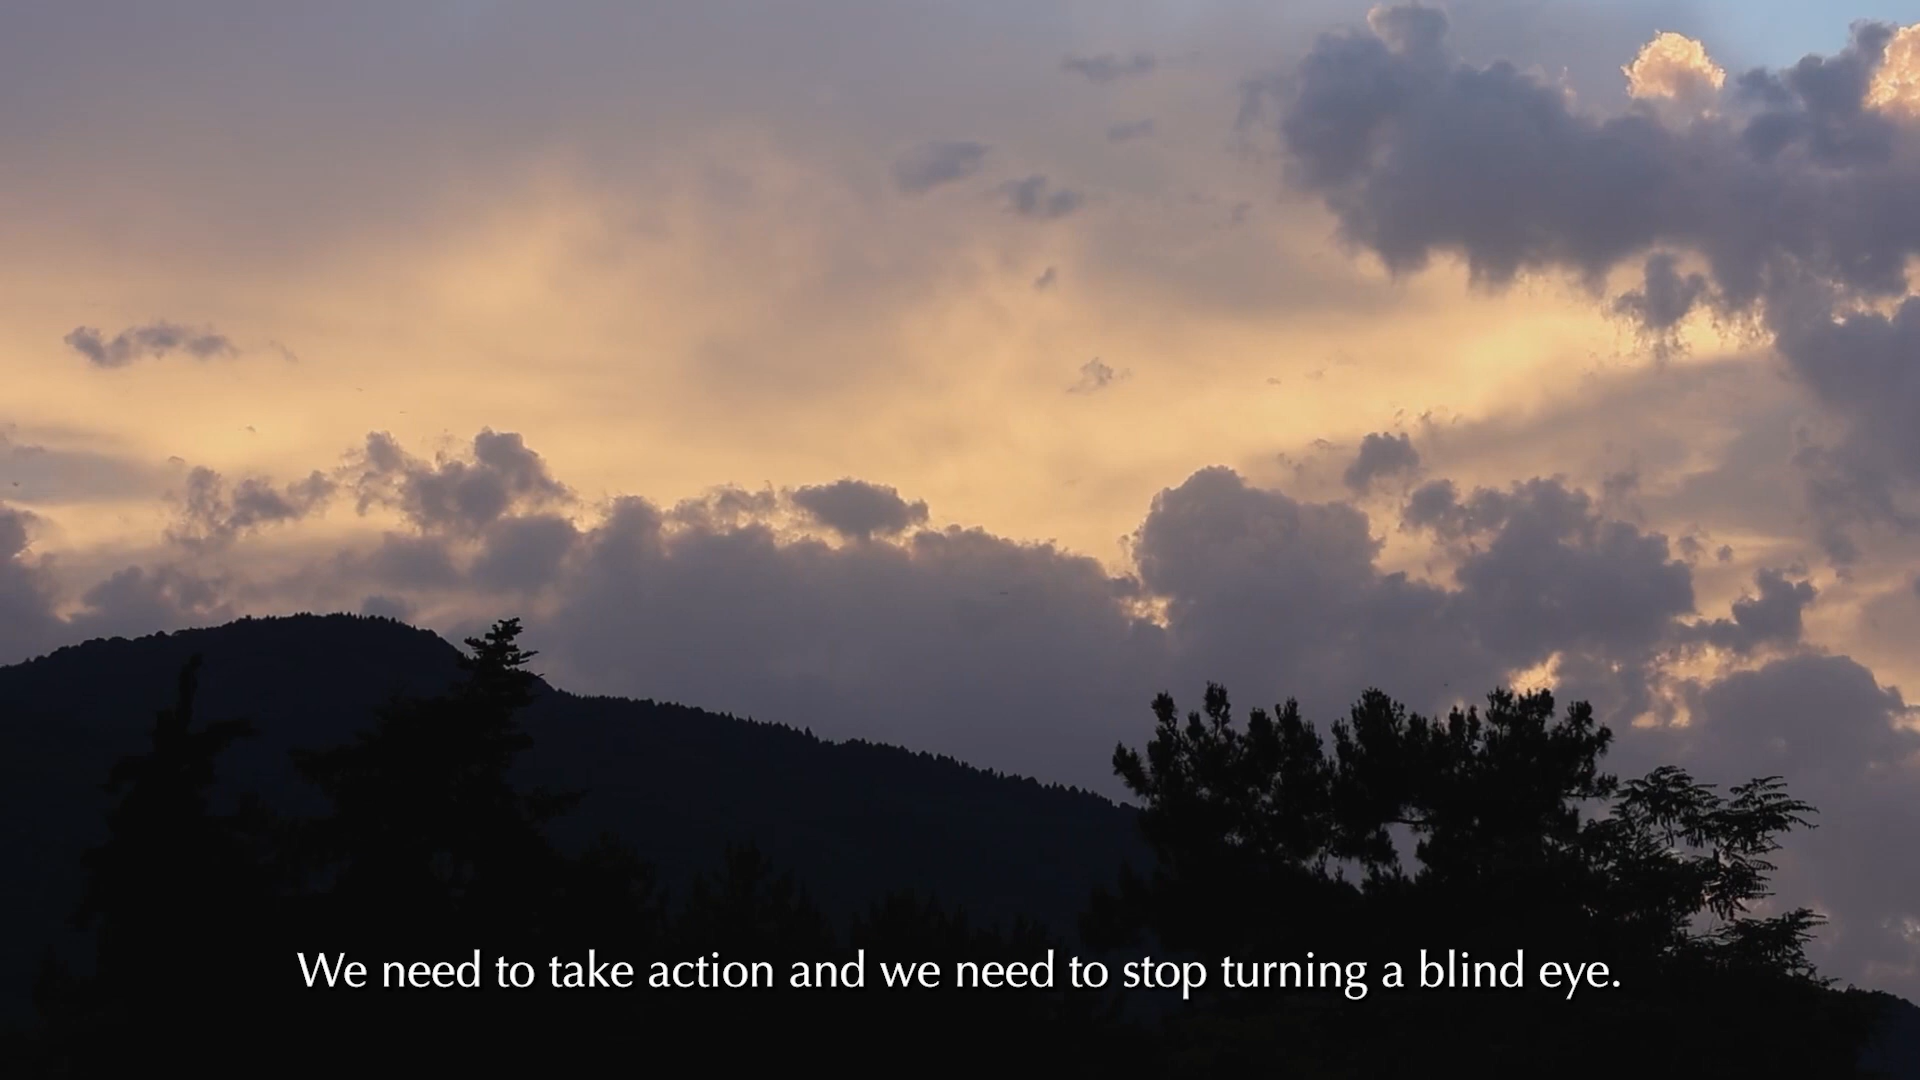 We need to take action and we need to stop turning a blind eye.